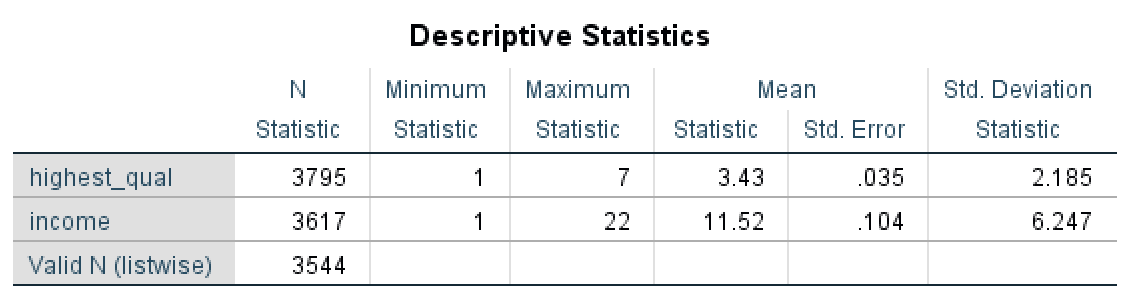 Descriptive Statistics
N Minimum Maximum Mean Std. Deviation
Statistic Statistic Statistic Statistic Std. Error Statistic
highest_qual 3795 1 7 3.43 .035 2.185
income 3617 1 22 11.52 .104 6.247
Valid N (listwise) 3544